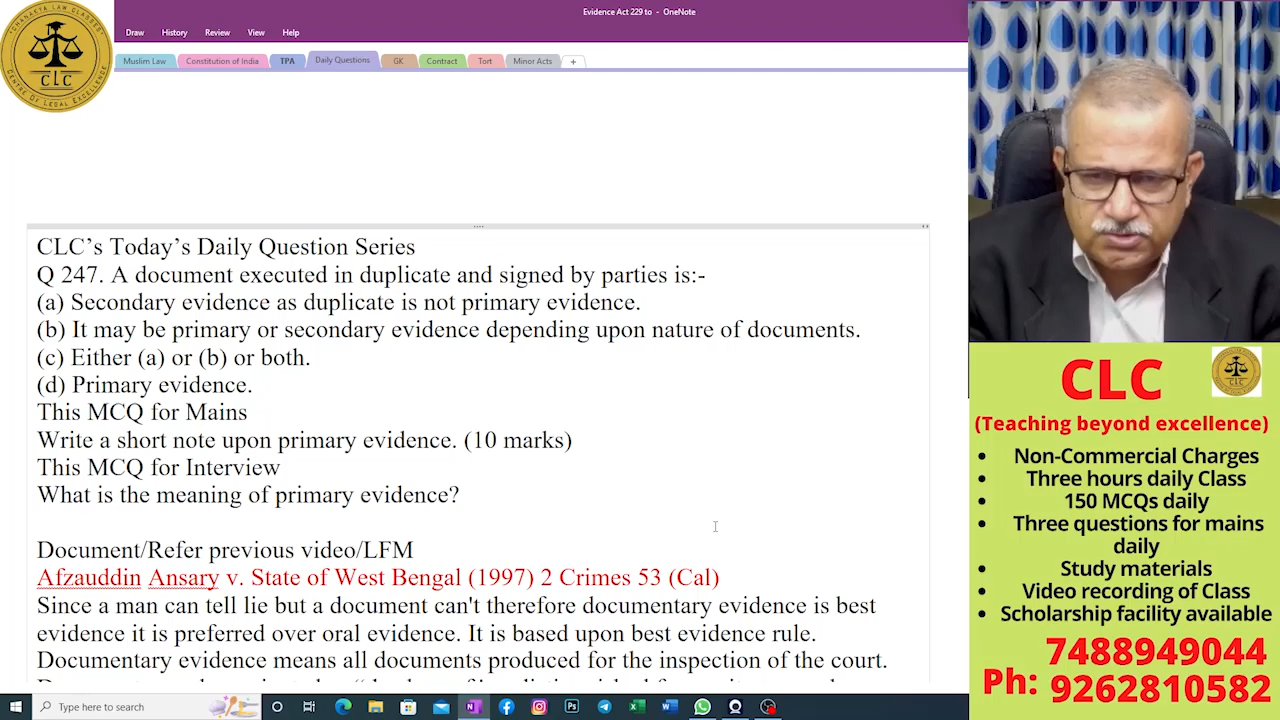 Evidence Act 229 to - OneNote
Draw History Review View Help
Muslim Law Constitution of India TPA Daily Questions GK Contract Tort Minor Acts +
"CHANAKYA LAW CLASSES"
CLC
CENTRE OF LEGAL EXCELLENCE
CLC's Today's Daily Question Series
Q 247. A document executed in duplicate and signed by parties is:-
(a) Secondary evidence as duplicate is not primary evidence.
(b) It may be primary or secondary evidence depending upon nature of documents.
(c) Either (a) or (b) or both.
(d) Primary evidence.
This MCQ for Mains
Write a short note upon primary evidence. (10 marks)
This MCQ for Interview
What is the meaning of primary evidence?
Document/Refer previous video/LFM
Afzauddin Ansary v. State of West Bengal (1997) 2 Crimes 53 (Cal)
Since a man can tell lie but a document can't therefore documentary evidence is best
evidence it is preferred over oral evidence. It is based upon best evidence rule.
Documentary evidence means all documents produced for the inspection of the court.
CLC
(Teaching beyond excellence)
• Non-Commercial Charges
• Three hours daily Class
• 150 MCQs daily
• Three questions for mains
daily
• Study materials
• Video recording of Class
• Scholarship facility available
Ph: 7488949044
9262810582
Type here to search